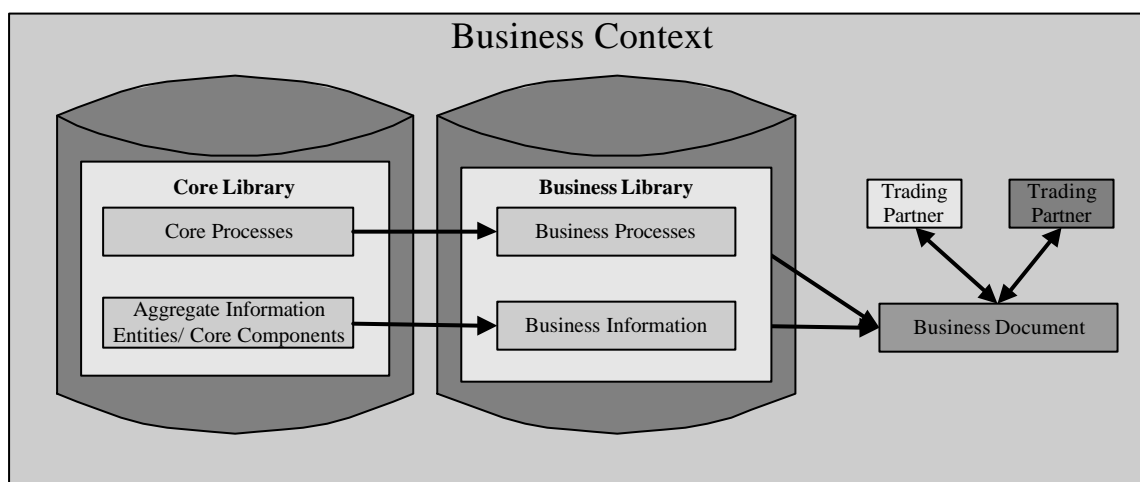 Business Context
Core Library
Core Processes
Aggregate Information
Entities/ Core Components
Business Library
Business Processes
Business Information
Trading
Partner
Trading
Partner
Business Document